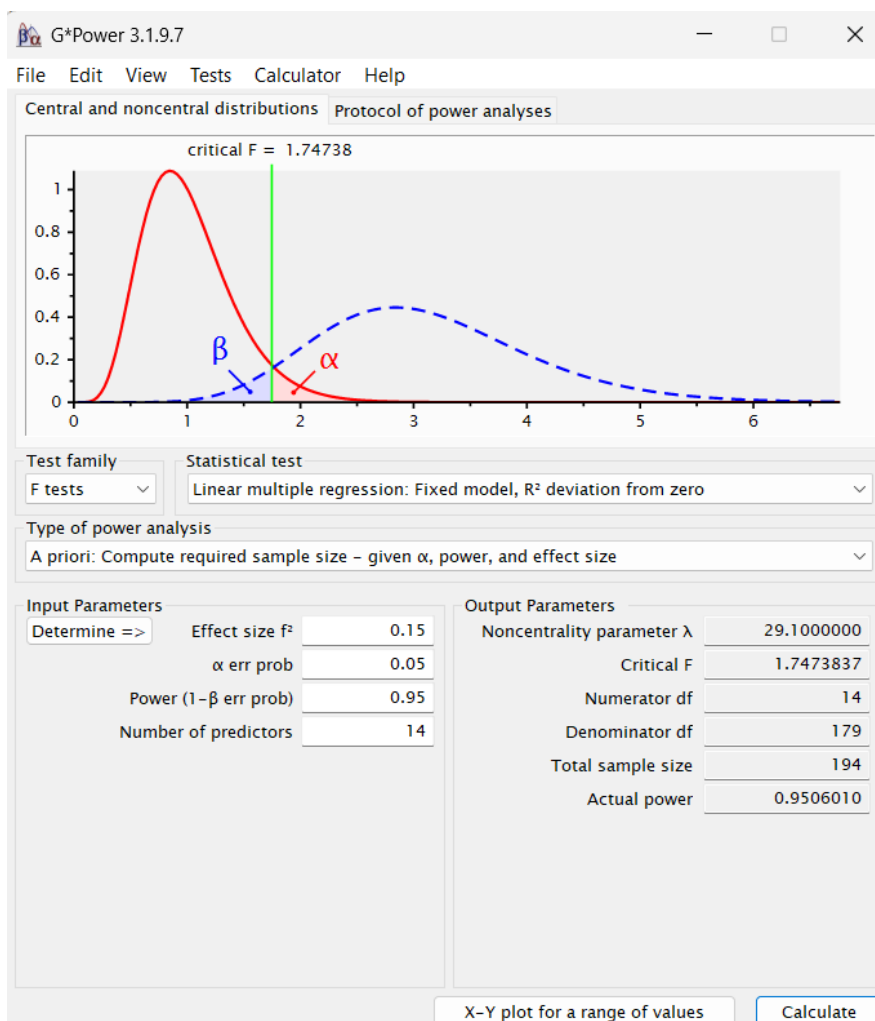 G*Power 3.1.9.7
File Edit View Tests Calculator Help
Central and noncentral distributions Protocol of power analyses
critical F = 1.74738
1
0.8
0.6
0.4
0.2
0
β α
0 1 2 3 4 5 6
Test family Statistical test
F tests Linear multiple regression: Fixed model, R² deviation from zero
Type of power analysis
A priori: Compute required sample size – given α, power, and effect size
Input Parameters Output Parameters
Determine => Effect size f² 0.15 Noncentrality parameter λ 29.1000000
α err prob 0.05 Critical F 1.7473837
Power (1–β err prob) 0.95 Numerator df 14
Number of predictors 14 Denominator df 179
Total sample size 194
Actual power 0.9506010
X–Y plot for a range of values Calculate